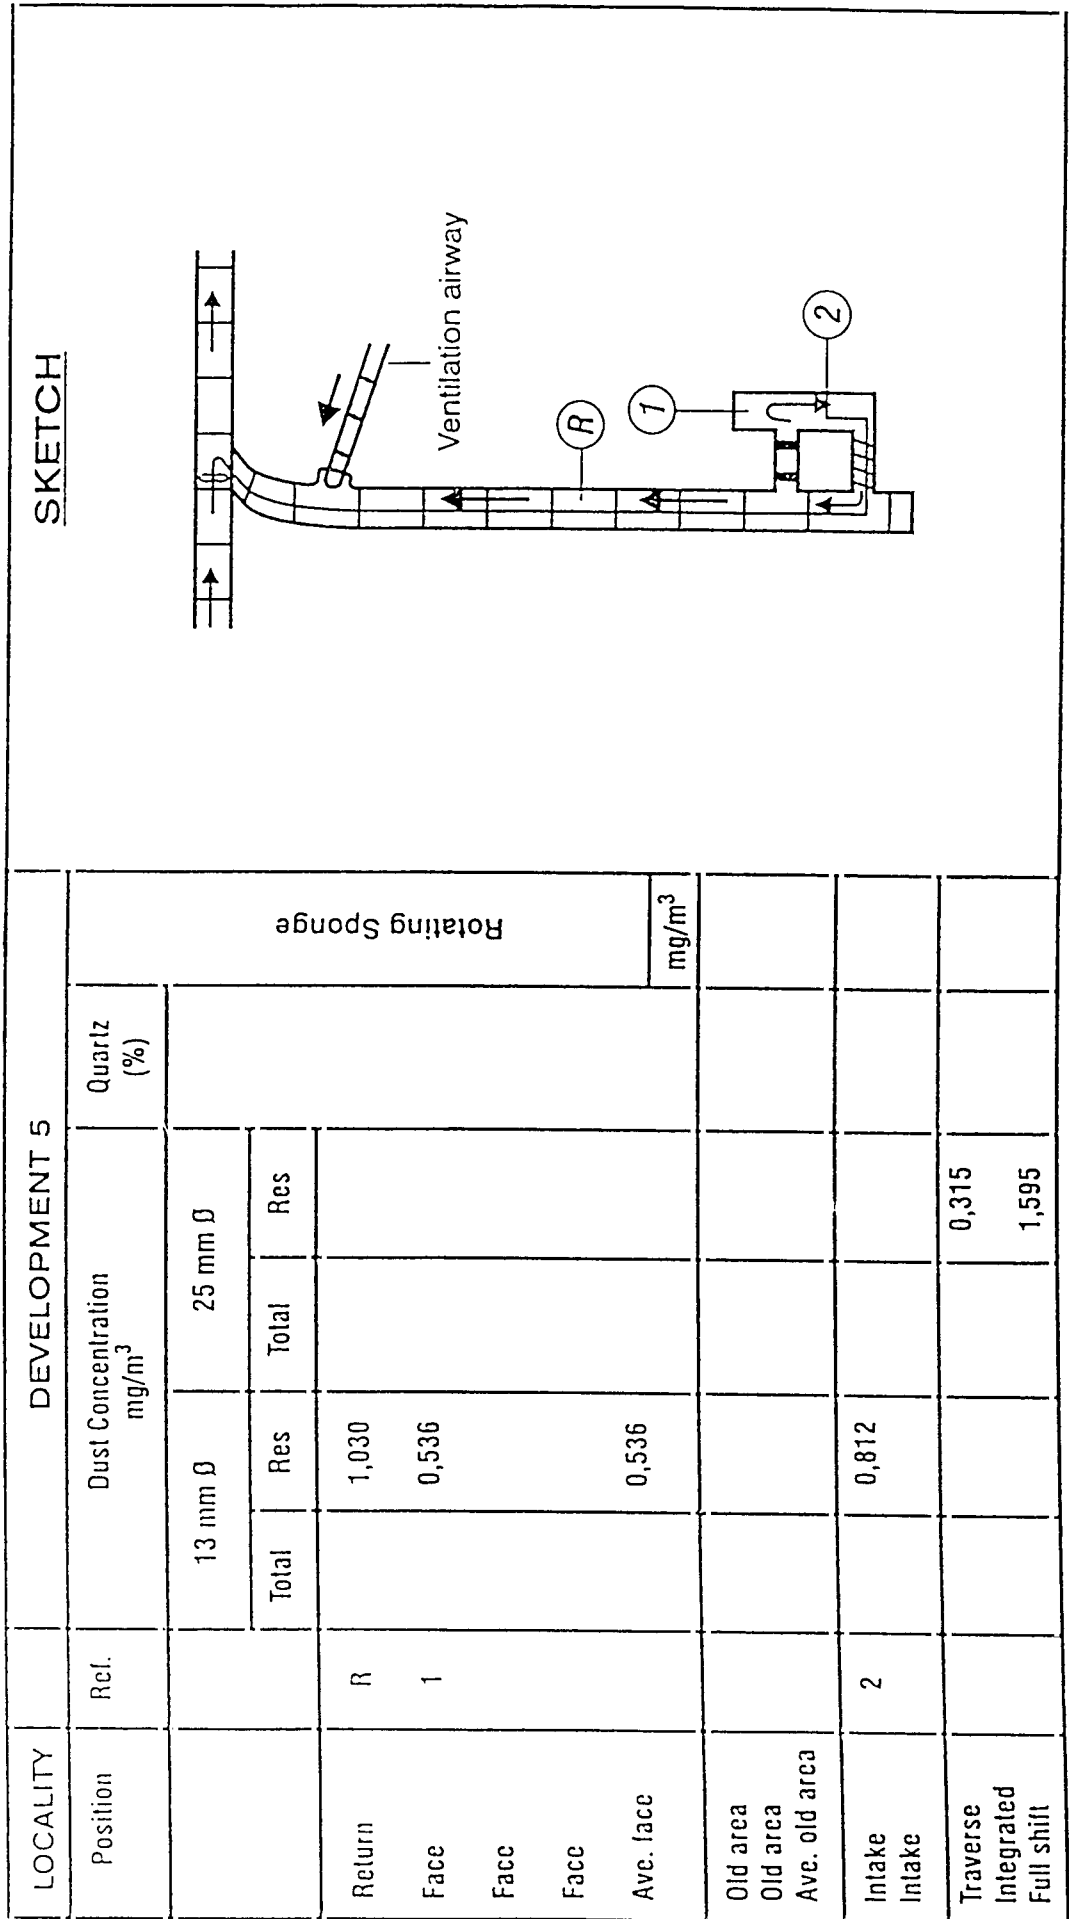 LOCALITY DEVELOPMENT 5
Position Ref. Dust Concentration Quartz
mg/m³ (%)
13 mm Ø 25 mm Ø
Total Res Total Res
Rotating Sponge
Return R 1,030
Face 1 0,536
Face
Face
Ave. face 0,536
mg/m³
Old area
Old area
Ave. old area
Intake 2 0,812
Intake
Traverse 0,315
Integrated
Full shift 1,595
SKETCH
Ventilation airway
R
1
2